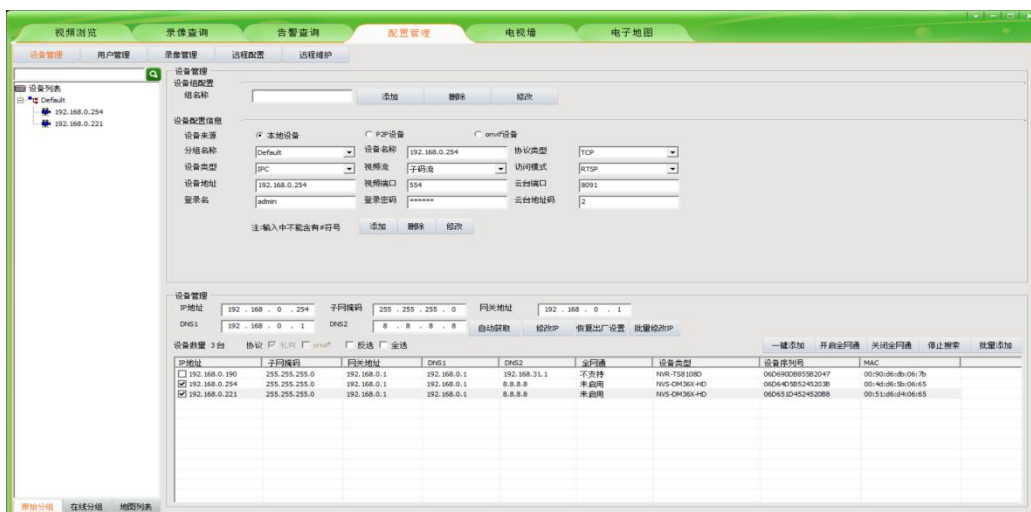 视频浏览 录像查询 告警查询 配置管理 电视墙 电子地图
设备管理 用户管理 录像管理 远程配置 远程维护
设备列表
Default
192.168.0.254
192.168.0.221
原始分组 在线分组 地图列表
设备管理
设备组配置
组名称 添加 删除 修改
设备配置信息
设备来源 本地设备 P2P设备 onvif设备
分组名称 Default 设备名称 192.168.0.254 协议类型 TCP
设备类型 IPC 视频流 子码流 访问模式 RTSP
设备地址 192.168.0.254 视频端口 554 云台端口 8091
登录名 admin 登录密码 ****** 云台地址码 2
注:输入中不能含有#符号 添加 删除 修改
设备管理
IP地址 192 . 168 . 0 . 254 子网掩码 255 . 255 . 255 . 0 网关地址 192 . 168 . 0 . 1
DNS1 192 . 168 . 0 . 1 DNS2 8 . 8 . 8 . 8 自动获取 修改IP 恢复出厂设置 批量修改IP
设备数量 3台 协议 私有 onvif 反选 全选 一键添加 开启全网通 关闭全网通 停止搜索 批里添加
IP地址 子网掩码 网关地址 DNS1 DNS2 全网通 设备类型 设备序列号 MAC
192.168.0.190 255.255.255.0 192.168.0.1 192.168.0.1 192.168.31.1 不支持 NVR-TS8108D 06D690DB855B2047 00:90:d6:db:06:7b
192.168.0.254 255.255.255.0 192.168.0.1 192.168.0.1 8.8.8.8 未启用 NVS-DM36X-HD 06D64D5B5245203B 00:4d:d6:5b:06:65
192.168.0.221 255.255.255.0 192.168.0.1 192.168.0.1 8.8.8.8 未启用 NVS-DM36X-HD 06D651D4524520B8 00:51:d6:d4:06:65